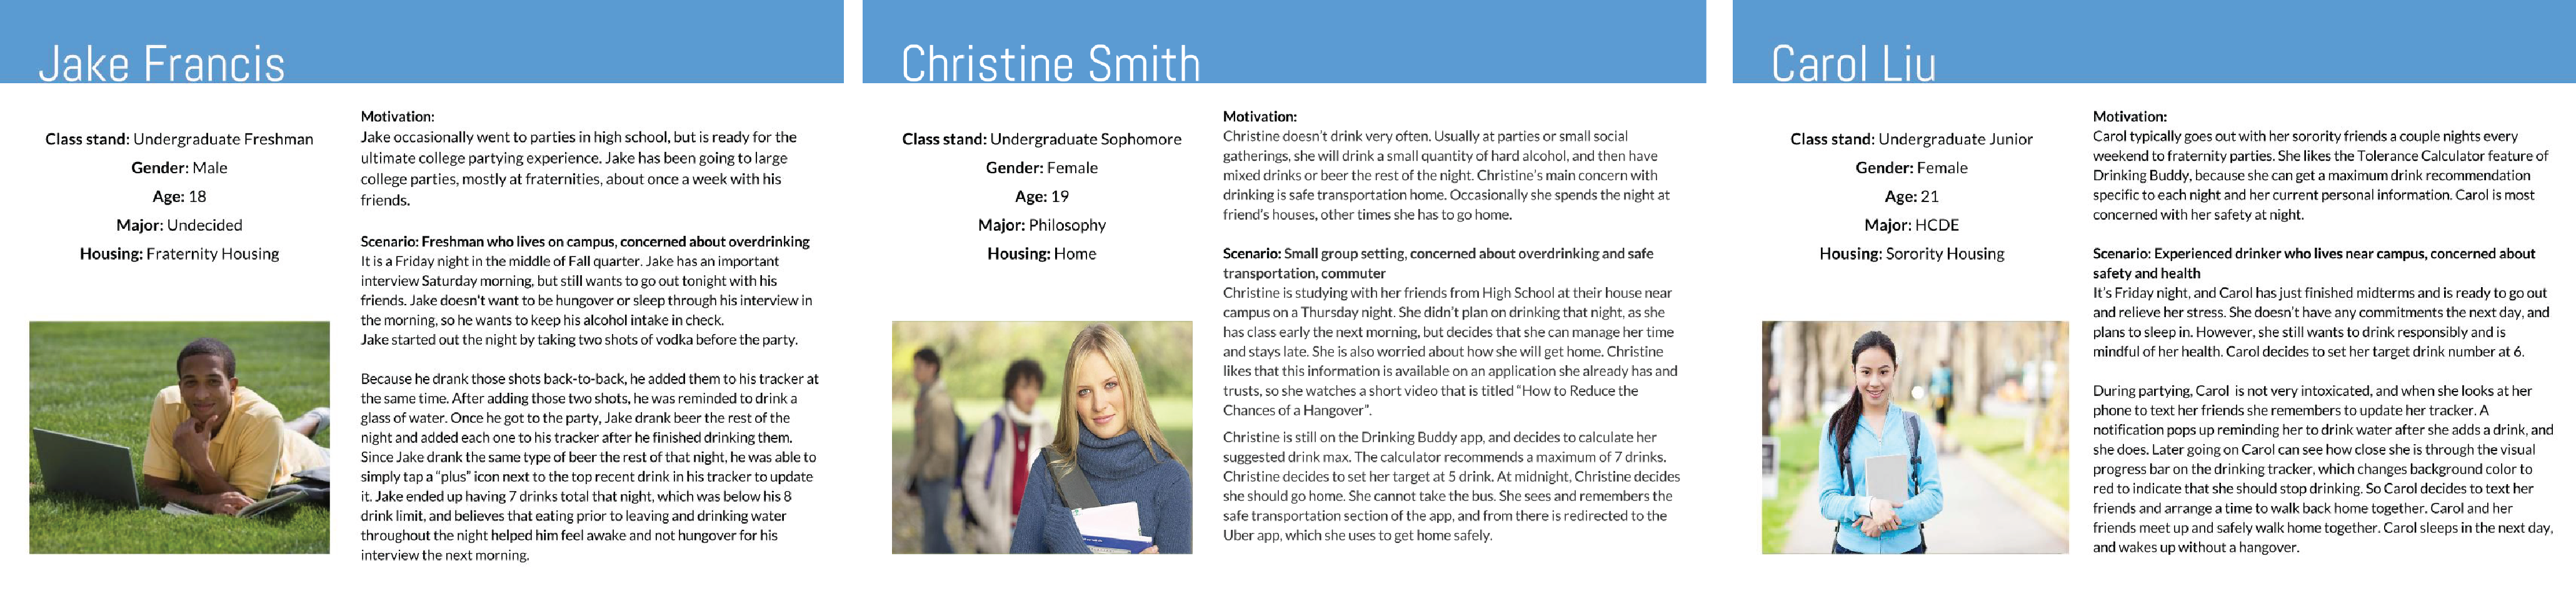 Jake Francis
Class stand: Undergraduate Freshman
Gender: Male
Age: 18
Major: Undecided
Housing: Fraternity Housing
Motivation:
Jake occasionally went to parties in high school, but is ready for the
ultimate college partying experience. Jake has been going to large
college parties, mostly at fraternities, about once a week with his
friends.
Scenario: Freshman who lives on campus, concerned about overdrinking
It is a Friday night in the middle of Fall quarter. Jake has an important
interview Saturday morning, but still wants to go out tonight with his
friends. Jake doesn't want to be hungover or sleep through his interview in
the morning, so he wants to keep his alcohol intake in check.
Jake started out the night by taking two shots of vodka before the party.
Because he drank those shots back-to-back, he added them to his tracker at
the same time. After adding those two shots, he was reminded to drink a
glass of water. Once he got to the party, Jake drank beer the rest of the
night and added each one to his tracker after he finished drinking them.
Since Jake drank the same type of beer the rest of that night, he was able to
simply tap a “plus” icon next to the top recent drink in his tracker to update
it. Jake ended up having 7 drinks total that night, which was below his 8
drink limit, and believes that eating prior to leaving and drinking water
throughout the night helped him feel awake and not hungover for his
interview the next morning.
Christine Smith
Class stand: Undergraduate Sophomore
Gender: Female
Age: 19
Major: Philosophy
Housing: Home
Motivation:
Christine doesn’t drink very often. Usually at parties or small social
gatherings, she will drink a small quantity of hard alcohol, and then have
mixed drinks or beer the rest of the night. Christine’s main concern with
drinking is safe transportation home. Occasionally she spends the night at
friend’s houses, other times she has to go home.
Scenario: Small group setting, concerned about overdrinking and safe
transportation, commuter
Christine is studying with her friends from High School at their house near
campus on a Thursday night. She didn’t plan on drinking that night, as she
has class early the next morning, but decides that she can manage her time
and stays late. She is also worried about how she will get home. Christine
likes that this information is available on an application she already has and
trusts, so she watches a short video that is titled “How to Reduce the
Chances of a Hangover”.
Christine is still on the Drinking Buddy app, and decides to calculate her
suggested drink max. The calculator recommends a maximum of 7 drinks.
Christine decides to set her target at 5 drink. At midnight, Christine decides
she should go home. She cannot take the bus. She sees and remembers the
safe transportation section of the app, and from there is redirected to the
Uber app, which she uses to get home safely.
Carol Liu
Class stand: Undergraduate Junior
Gender: Female
Age: 21
Major: HCDE
Housing: Sorority Housing
Motivation:
Carol typically goes out with her sorority friends a couple nights every
weekend to fraternity parties. She likes the Tolerance Calculator feature of
Drinking Buddy, because she can get a maximum drink recommendation
specific to each night and her current personal information. Carol is most
concerned with her safety at night.
Scenario: Experienced drinker who lives near campus, concerned about
safety and health
It’s Friday night, and Carol has just finished midterms and is ready to go out
and relieve her stress. She doesn’t have any commitments the next day, and
plans to sleep in. However, she still wants to drink responsibly and is
mindful of her health. Carol decides to set her target drink number at 6.
During partying, Carol is not very intoxicated, and when she looks at her
phone to text her friends she remembers to update her tracker. A
notification pops up reminding her to drink water after she adds a drink, and
she does. Later going on Carol can see how close she is through the visual
progress bar on the drinking tracker, which changes background color to
red to indicate that she should stop drinking. So Carol decides to text her
friends and arrange a time to walk back home together. Carol and her
friends meet up and safely walk home together. Carol sleeps in the next day,
and wakes up without a hangover.